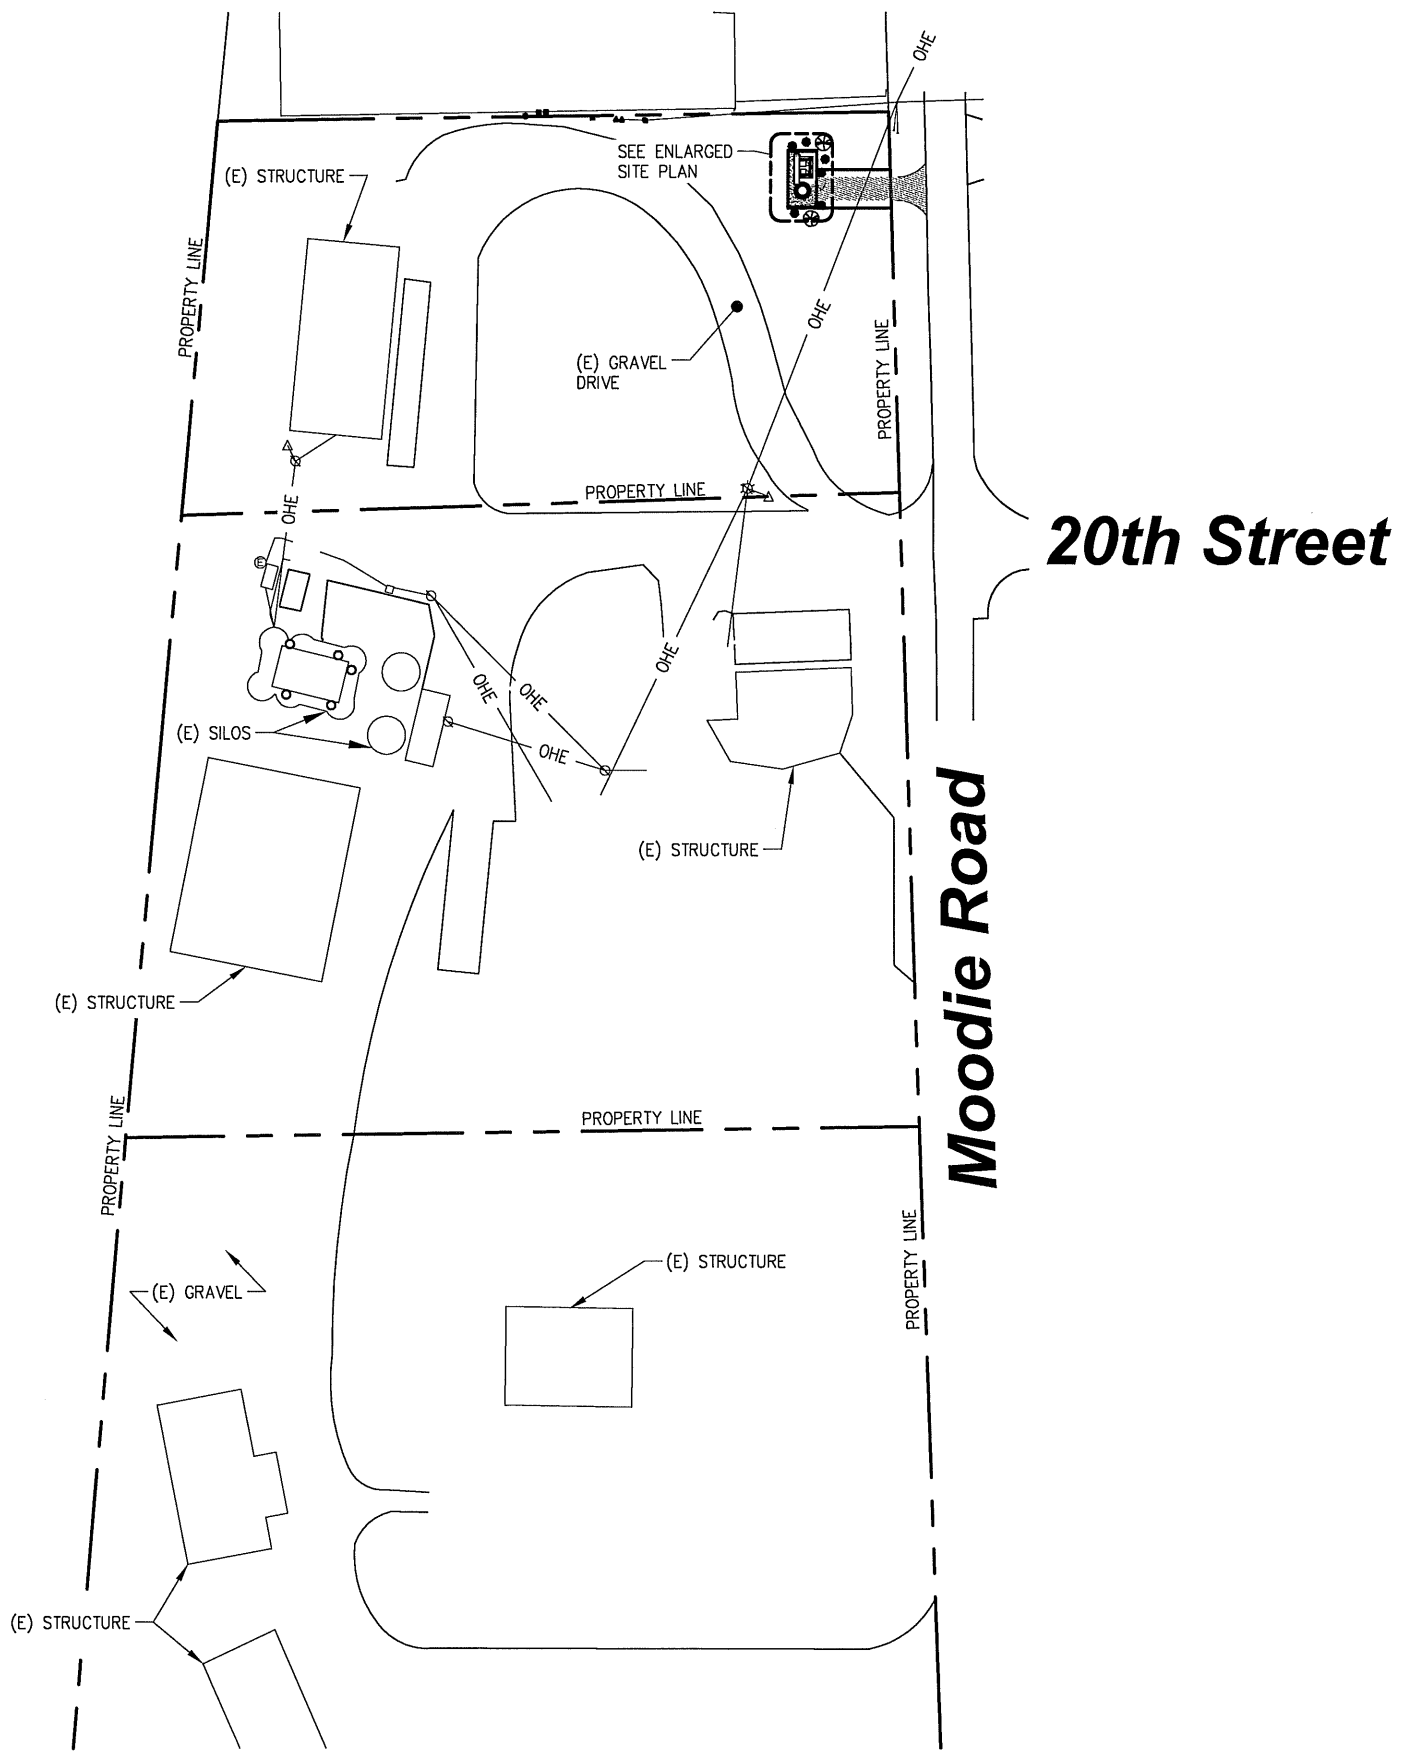 OHE
SEE ENLARGED
SITE PLAN
(E) STRUCTURE
PROPERTY LINE
OHE
(E) GRAVEL
DRIVE
PROPERTY LINE
PROPERTY LINE
OHE
20th Street
E
OHE
OHE
OHE
(E) SILOS
OHE
(E) STRUCTURE
Moodie Road
(E) STRUCTURE
PROPERTY LINE
PROPERTY LINE
PROPERTY LINE
(E) STRUCTURE
(E) GRAVEL
(E) STRUCTURE